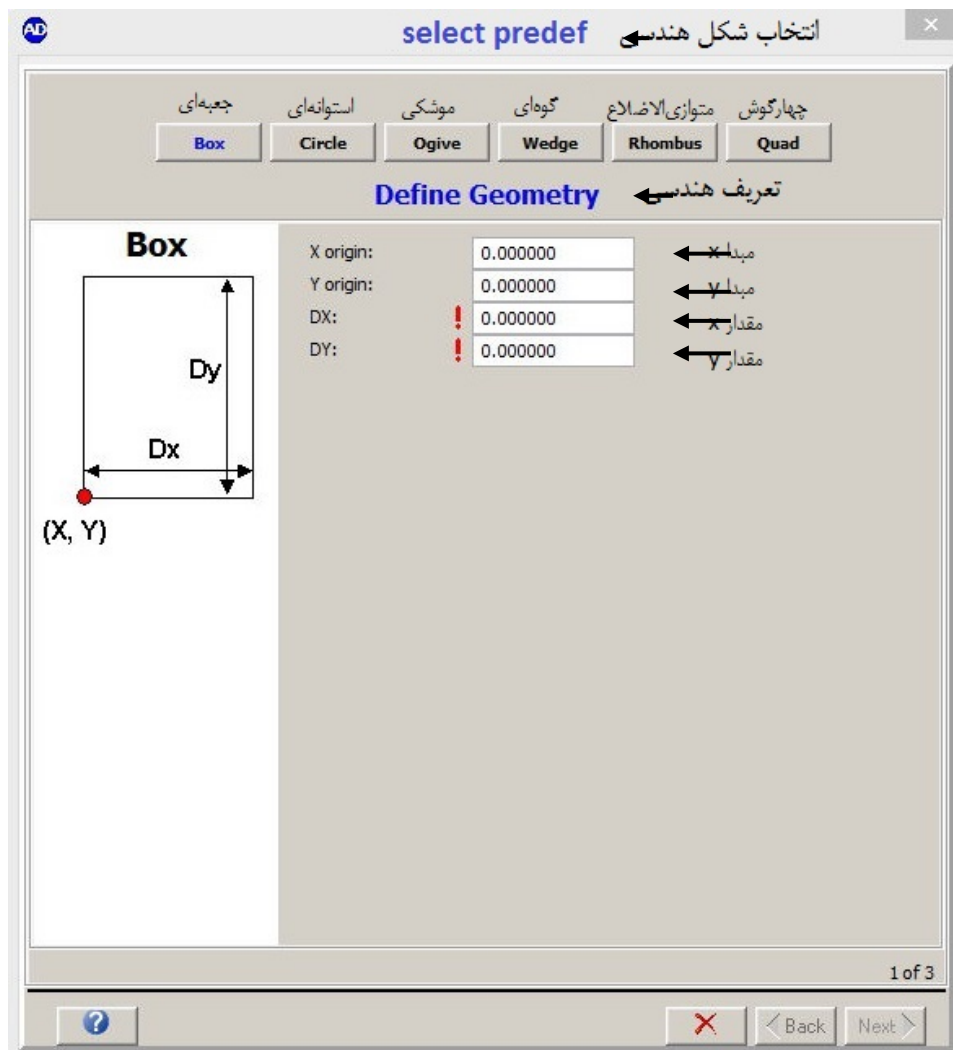 AD
select predef انتخاب شکل هندسی
جعبه‌ای استوانه‌ای موشکی گوه‌ای متوازی‌الاضلاع چهارگوش
Box Circle Ogive Wedge Rhombus Quad
Define Geometry تعریف هندسی
Box
X origin: 0.000000 مبدا x
Y origin: 0.000000 مبدا y
DX: ! 0.000000 مقدار x
DY: ! 0.000000 مقدار y
Dy
Dx
(X, Y)
1 of 3
? Back Next